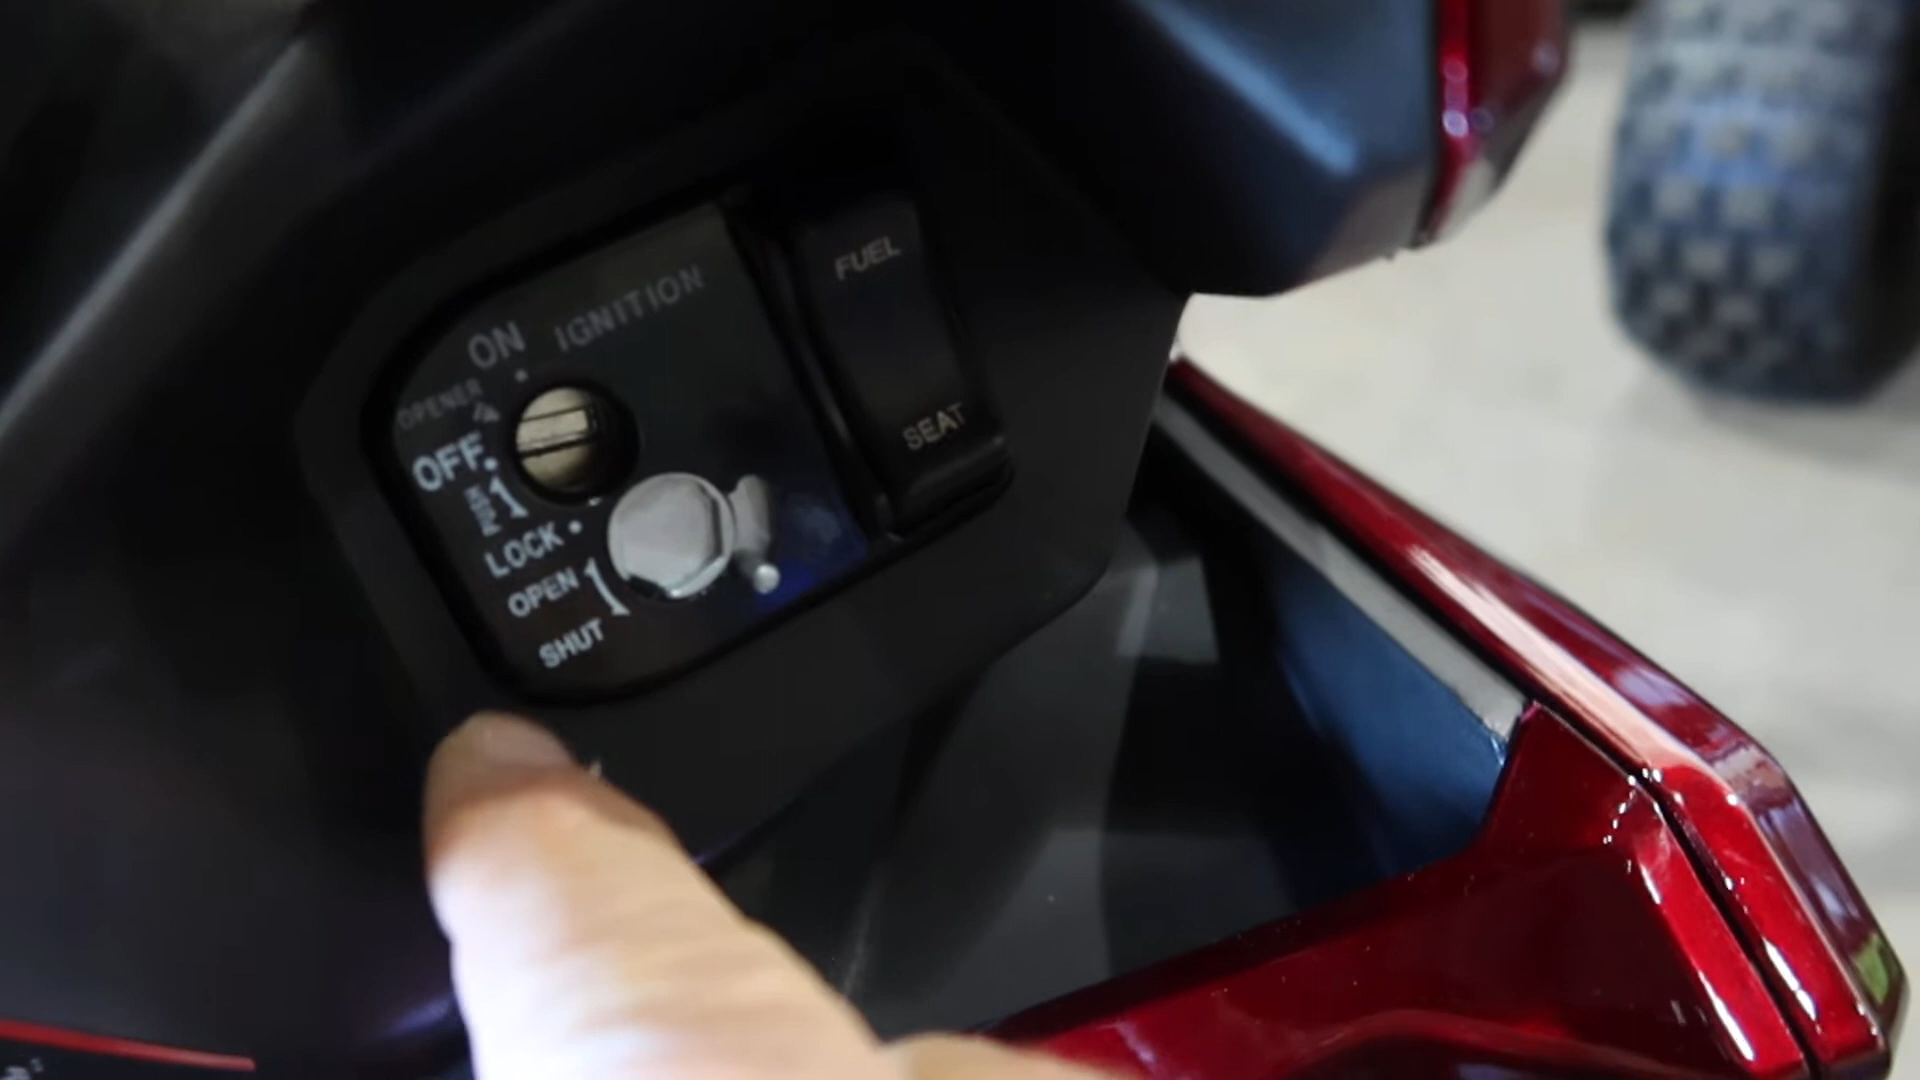 IGNITION
ON
OPENER
OFF
PUSH
LOCK
OPEN
SHUT
FUEL
SEAT